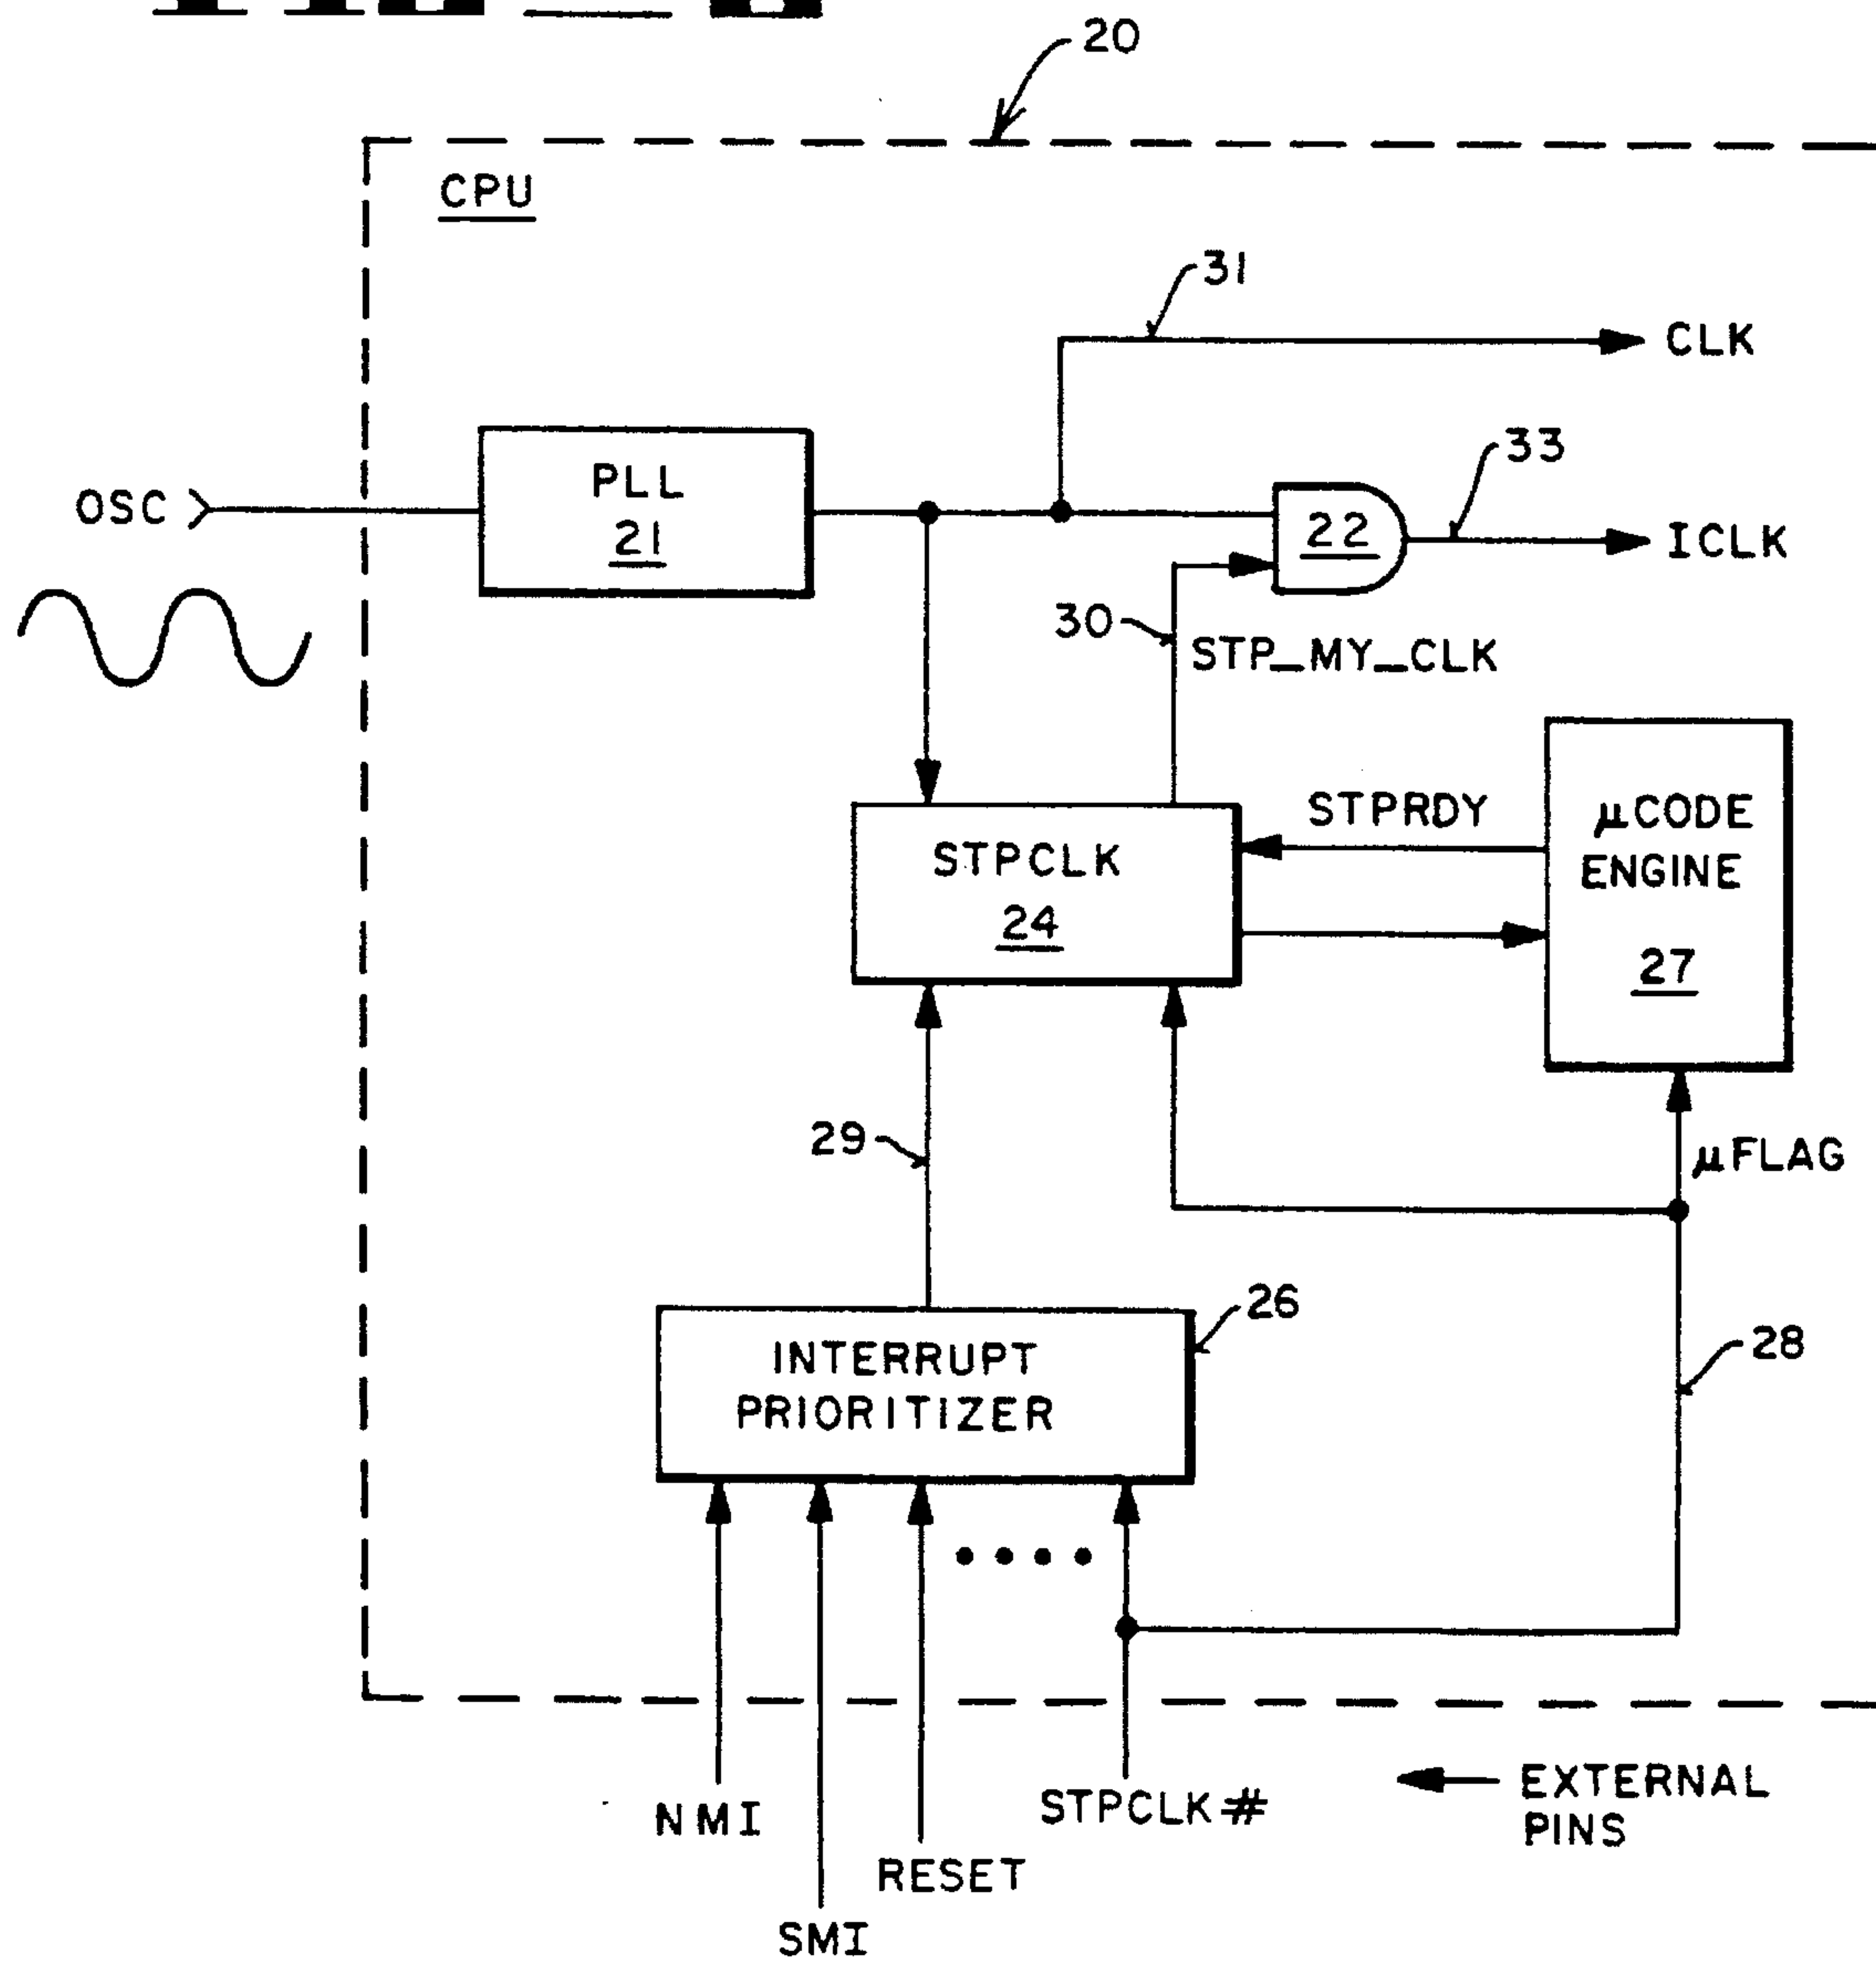 20
CPU
31
CLK
33
PLL
21
OSC
22
ICLK
30
STP_MY_CLK
STPRDY
μCODE
ENGINE
27
STPCLK
24
29
μFLAG
26
INTERRUPT
PRIORITIZER
28
STPCLK#
NMI
RESET
SMI
EXTERNAL
PINS